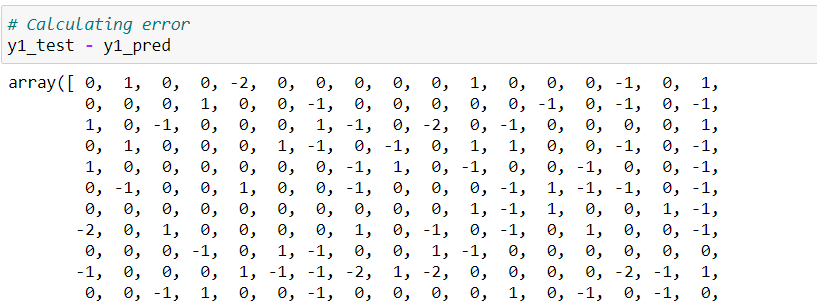 # Calculating error
y1_test - y1_pred
array([ 0, 1, 0, 0, -2, 0, 0, 0, 0, 0, 1, 0, 0, 0, -1, 0, 1,
0, 0, 0, 1, 0, 0, -1, 0, 0, 0, 0, 0, 0, -1, 0, -1, 0, -1,
1, 0, -1, 0, 0, 0, 1, -1, 0, -2, 0, -1, 0, 0, 0, 0, 1,
0, 1, 0, 0, 0, 1, -1, 0, -1, 0, 1, 1, 0, 0, -1, 0, -1,
1, 0, 0, 0, 0, 0, 0, -1, 1, 0, -1, 0, 0, -1, 0, 0, -1,
0, -1, 0, 0, 1, 0, 0, -1, 0, 0, 0, -1, 1, -1, -1, 0, -1,
0, 0, 0, 0, 0, 0, 0, 0, 0, 0, 1, -1, 1, 0, 0, 1, -1,
-2, 0, 1, 0, 0, 0, 0, 1, 0, -1, 0, -1, 0, 1, 0, 0, -1,
0, 0, 0, -1, 0, 1, -1, 0, 0, 1, -1, 0, 0, 0, 0, 0, 0,
-1, 0, 0, 0, 1, -1, -1, -2, 1, -2, 0, 0, 0, 0, -2, -1, 1,
0, 0, -1, 1, 0, 0, -1, 0, 0, 0, 0, 1, 0, -1, 0, -1, 0,